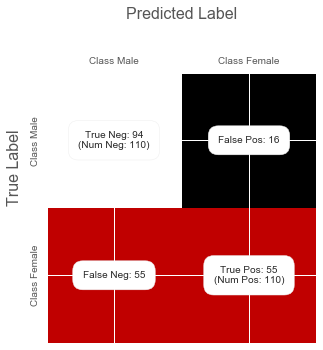 Predicted Label
Class Male
Class Female
True Label
Class Male
True Neg: 94
(Num Neg: 110)
False Pos: 16
Class Female
False Neg: 55
True Pos: 55
(Num Pos: 110)